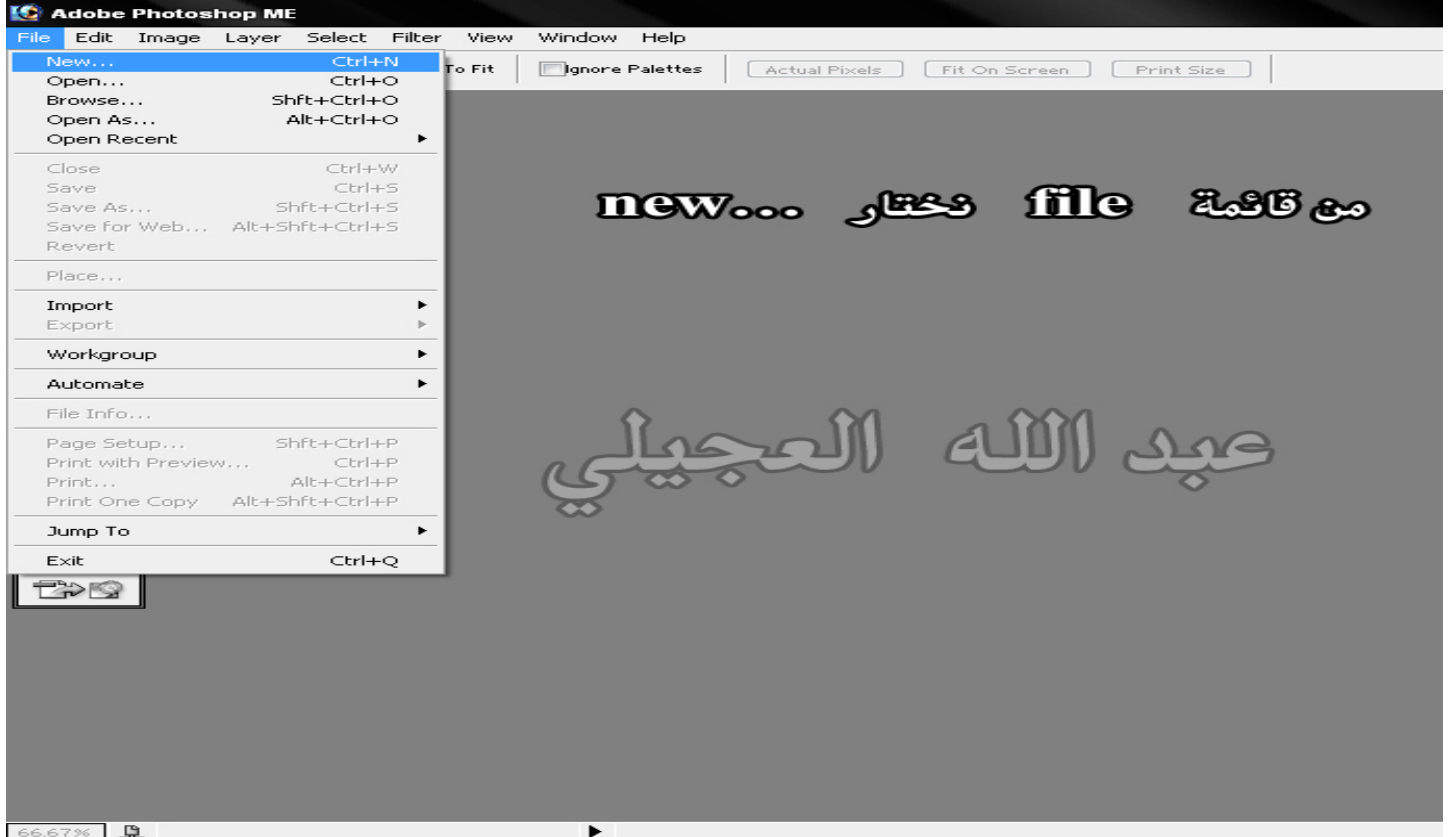 Adobe Photoshop ME
File Edit Image Layer Select Filter View Window Help
To Fit Ignore Palettes Actual Pixels Fit On Screen Print Size
New... Ctrl+N
Open... Ctrl+O
Browse... Shft+Ctrl+O
Open As... Alt+Ctrl+O
Open Recent
Close Ctrl+W
Save Ctrl+S
Save As... Shft+Ctrl+S
Save for Web... Alt+Shft+Ctrl+S
Revert
Place...
Import
Export
Workgroup
Automate
File Info...
Page Setup... Shft+Ctrl+P
Print with Preview... Ctrl+P
Print... Alt+Ctrl+P
Print One Copy Alt+Shft+Ctrl+P
Jump To
Exit Ctrl+Q
من قائمة file نختار new...
عبد الله العجيلي
66.67%